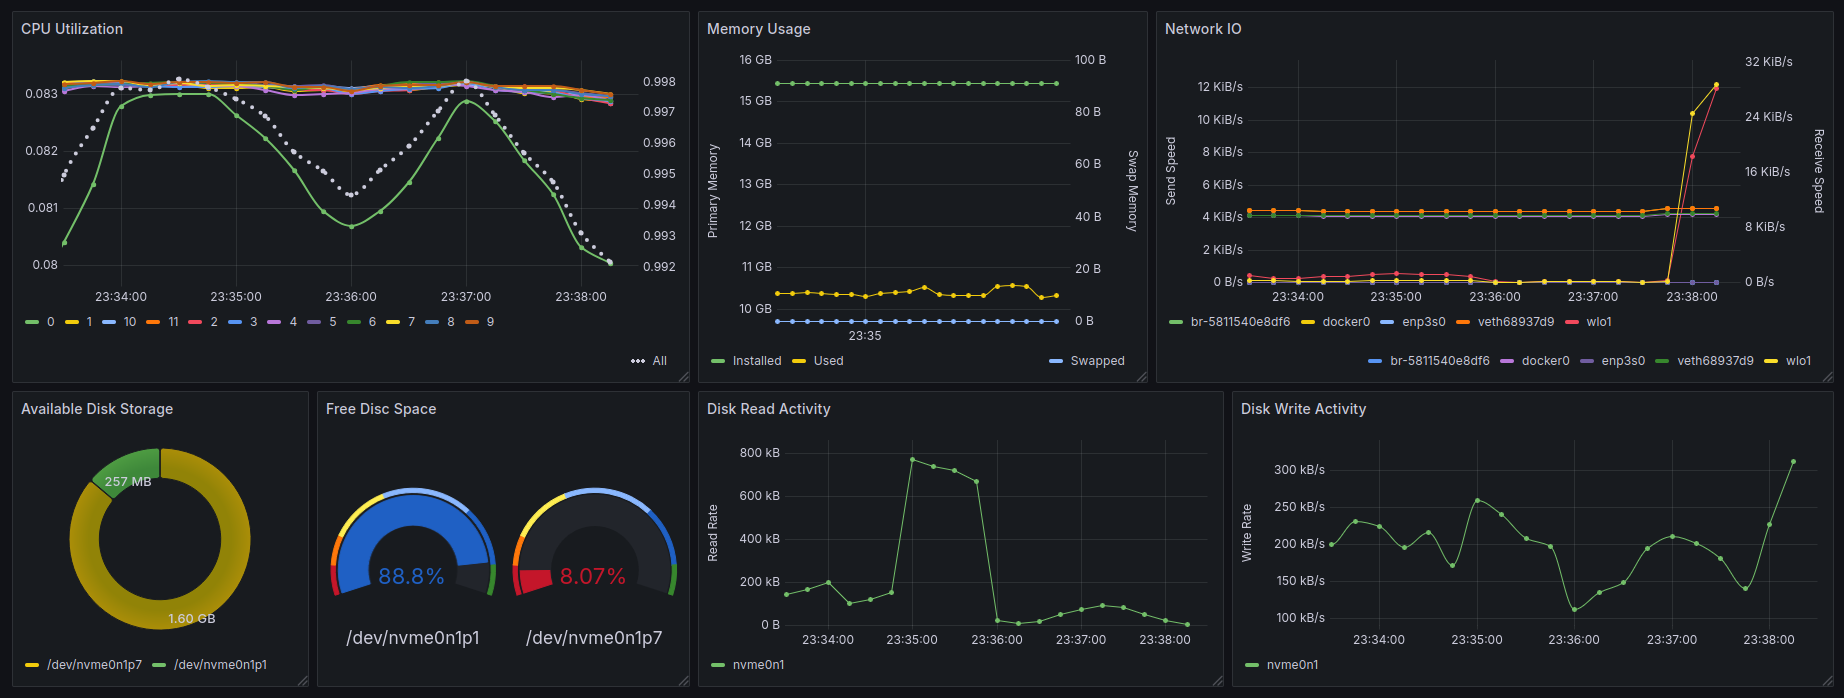 CPU Utilization
0.083
0.082
0.081
0.08
0.998
0.997
0.996
0.995
0.994
0.993
0.992
23:34:00 23:35:00 23:36:00 23:37:00 23:38:00
0 1 10 11 2 3 4 5 6 7 8 9
All
Memory Usage
Primary Memory
16 GB
15 GB
14 GB
13 GB
12 GB
11 GB
10 GB
100 B
80 B
60 B
40 B
20 B
0 B
Swap Memory
23:35
Installed Used Swapped
Network IO
Send Speed
12 KiB/s
10 KiB/s
8 KiB/s
6 KiB/s
4 KiB/s
2 KiB/s
0 B/s
32 KiB/s
24 KiB/s
16 KiB/s
8 KiB/s
0 B/s
Receive Speed
23:34:00 23:35:00 23:36:00 23:37:00 23:38:00
br-5811540e8df6 docker0 enp3s0 veth68937d9 wlo1
br-5811540e8df6 docker0 enp3s0 veth68937d9 wlo1
Available Disk Storage
257 MB
1.60 GB
/dev/nvme0n1p7 /dev/nvme0n1p1
Free Disc Space
88.8% 8.07%
/dev/nvme0n1p1 /dev/nvme0n1p7
Disk Read Activity
Read Rate
800 kB
600 kB
400 kB
200 kB
0 B
23:34:00 23:35:00 23:36:00 23:37:00 23:38:00
nvme0n1
Disk Write Activity
Write Rate
300 kB/s
250 kB/s
200 kB/s
150 kB/s
100 kB/s
23:34:00 23:35:00 23:36:00 23:37:00 23:38:00
nvme0n1